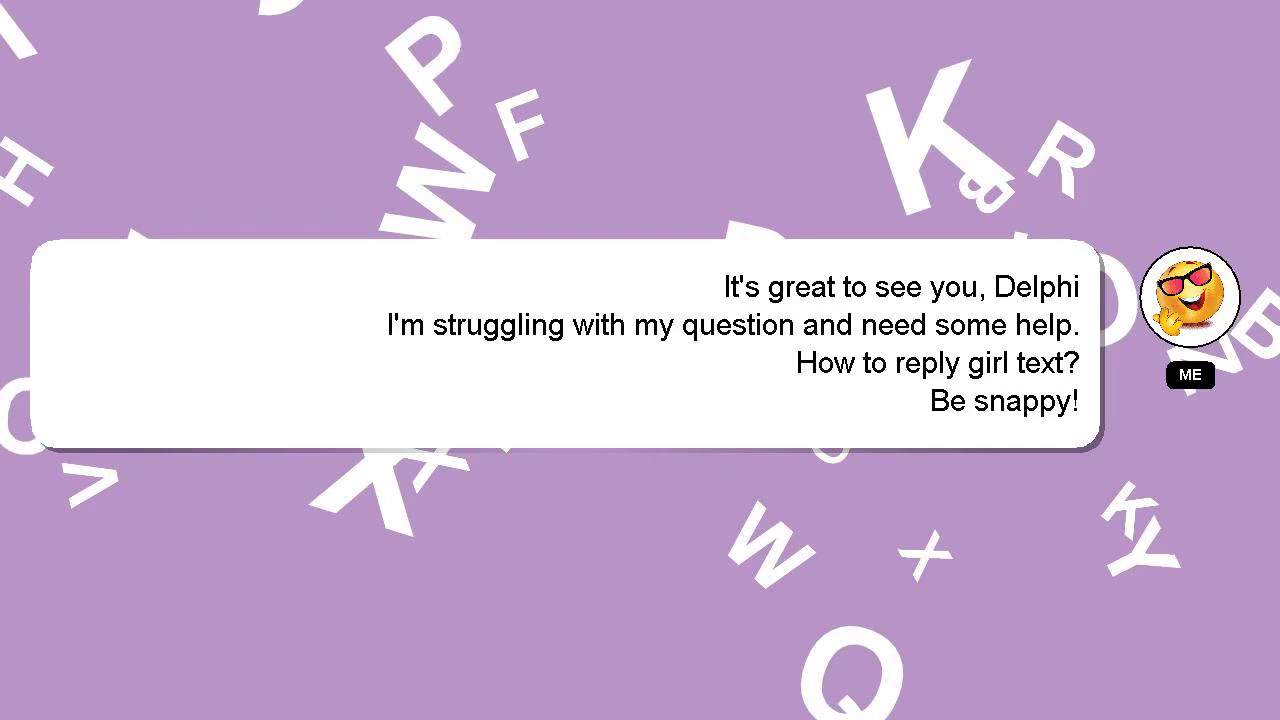 It's great to see you, Delphi
I'm struggling with my question and need some help.
How to reply girl text?
Be snappy!
ME
P
F
W
K
R
B
H
V
X
X
W
X
K
Y
Q
N
B